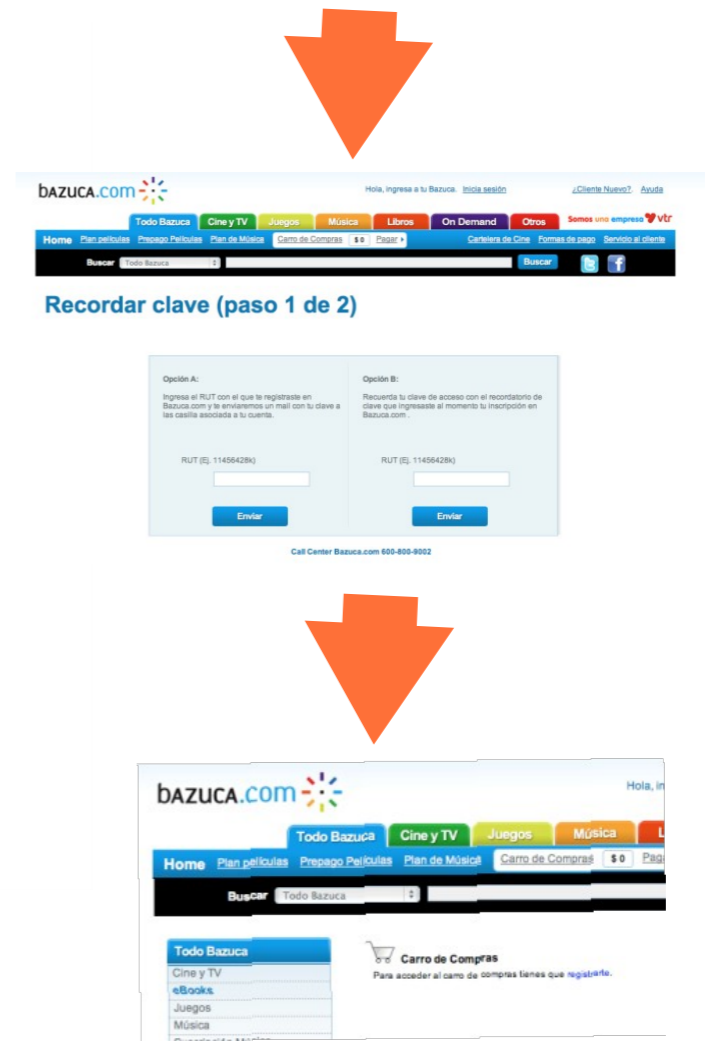 bazuca.com
Hola, ingresa a tu Bazuca. Inicia sesión ¿Cliente Nuevo?. Ayuda
Todo Bazuca Cine y TV Juegos Música Libros On Demand Otros Somos una empresa vtr
Home Plan películas Prepago Películas Plan de Música Carro de Compras $ 0 Pagar Cartelera de Cine Formas de pago Servicio al cliente
Buscar Todo Bazuca Buscar
Recordar clave (paso 1 de 2)
Opción A:
Ingresa el RUT con el que te registraste en
Bazuca.com y te enviaremos un mail con tu clave a
las casilla asociada a tu cuenta.
RUT (Ej. 11456428k)
Enviar
Opción B:
Recuerda tu clave de acceso con el recordatorio de
clave que ingresaste al momento tu inscripción en
Bazuca.com .
RUT (Ej. 11456428k)
Enviar
Call Center Bazuca.com 600-800-9002
bazuca.com
Hola, in
Todo Bazuca Cine y TV Juegos Música L
Home Plan películas Prepago Películas Plan de Música Carro de Compras $ 0 Paga
Buscar Todo Bazuca
Todo Bazuca
Cine y TV
eBooks
Juegos
Música
Carro de Compras
Para acceder al carro de compras tienes que registrarte.